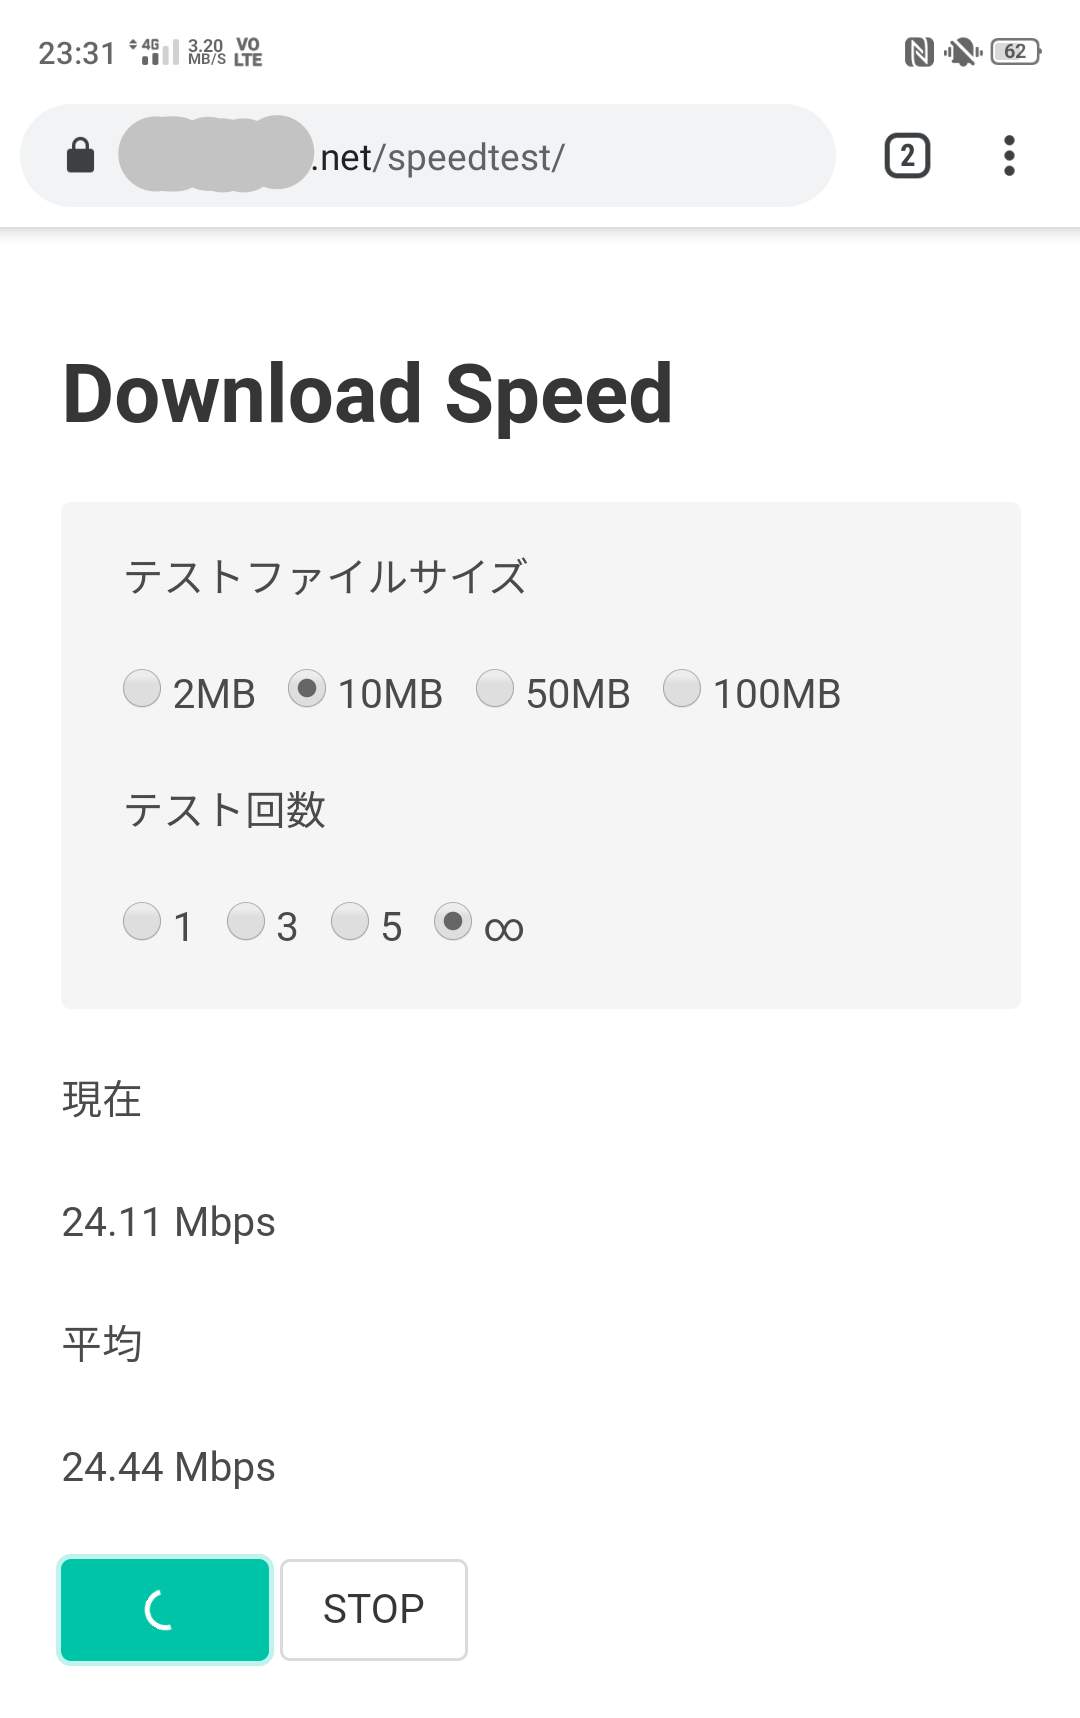 23:31 4G 3.20 MB/S VO LTE 62
.net/speedtest/ 2
Download Speed
テストファイルサイズ
2MB 10MB 50MB 100MB
テスト回数
1 3 5 ∞
現在
24.11 Mbps
平均
24.44 Mbps
STOP